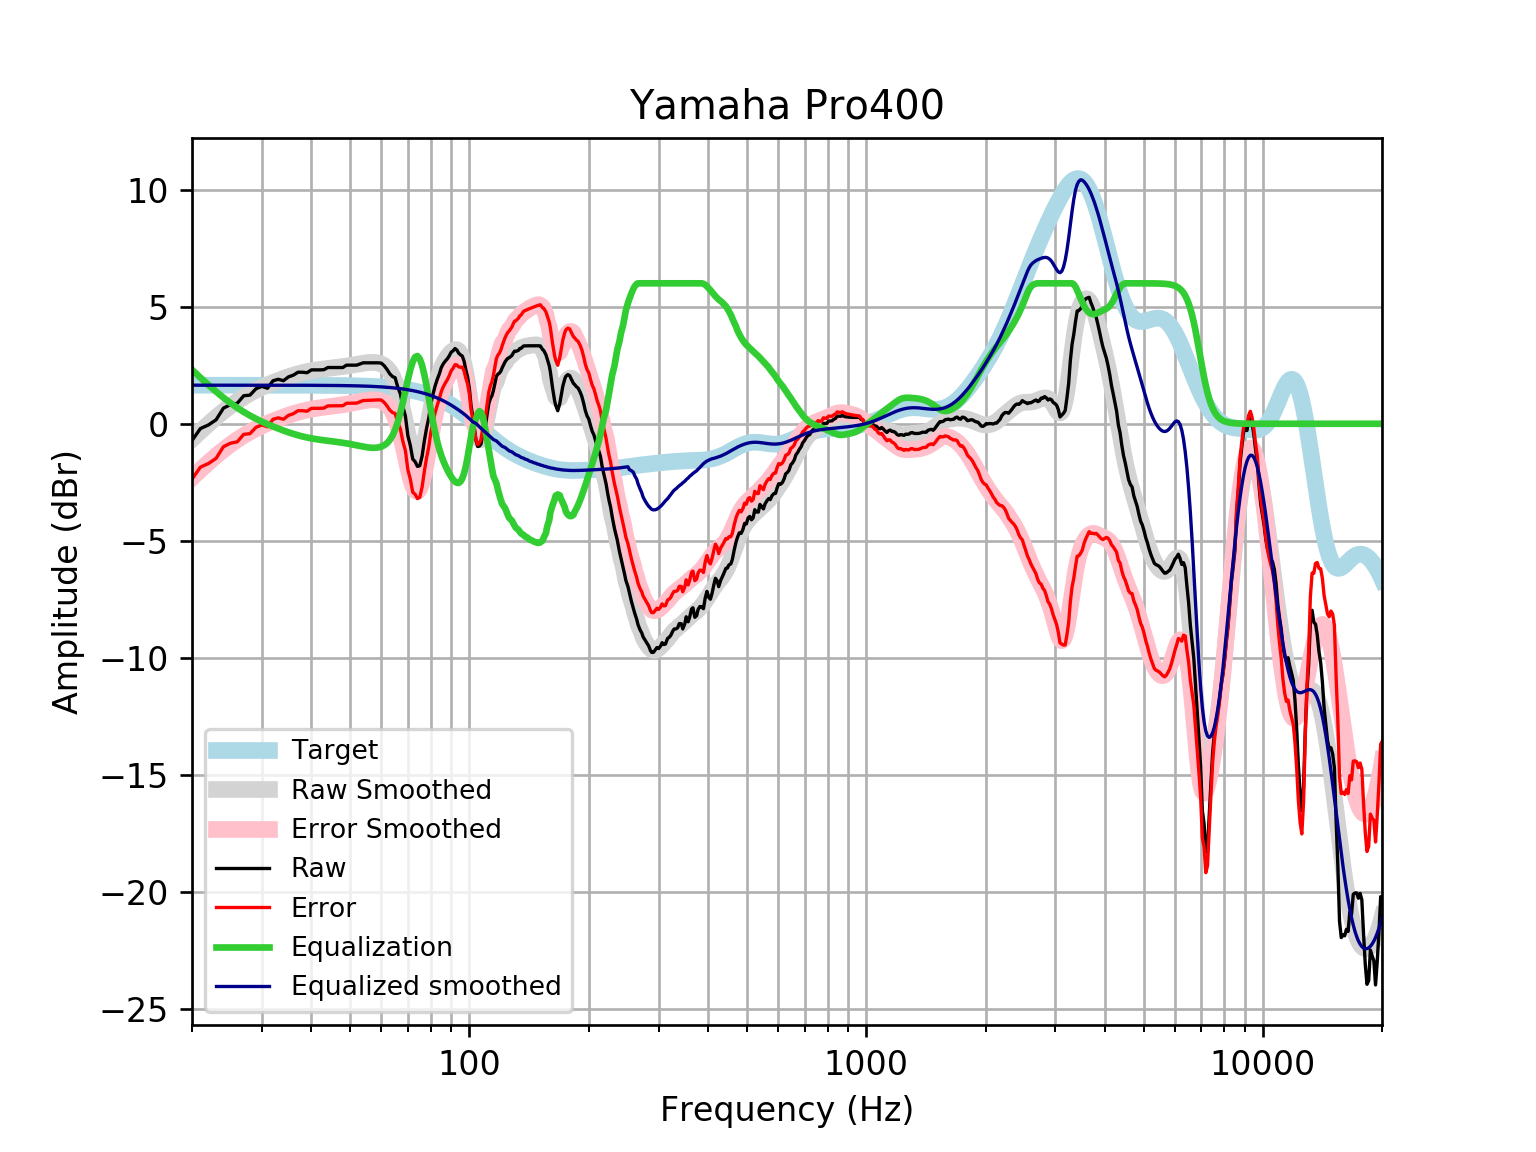 Yamaha Pro400
10
5
0
−5
−10
−15
−20
−25
Amplitude (dBr)
Target
Raw Smoothed
Error Smoothed
Raw
Error
Equalization
Equalized smoothed
100
1000
10000
Frequency (Hz)